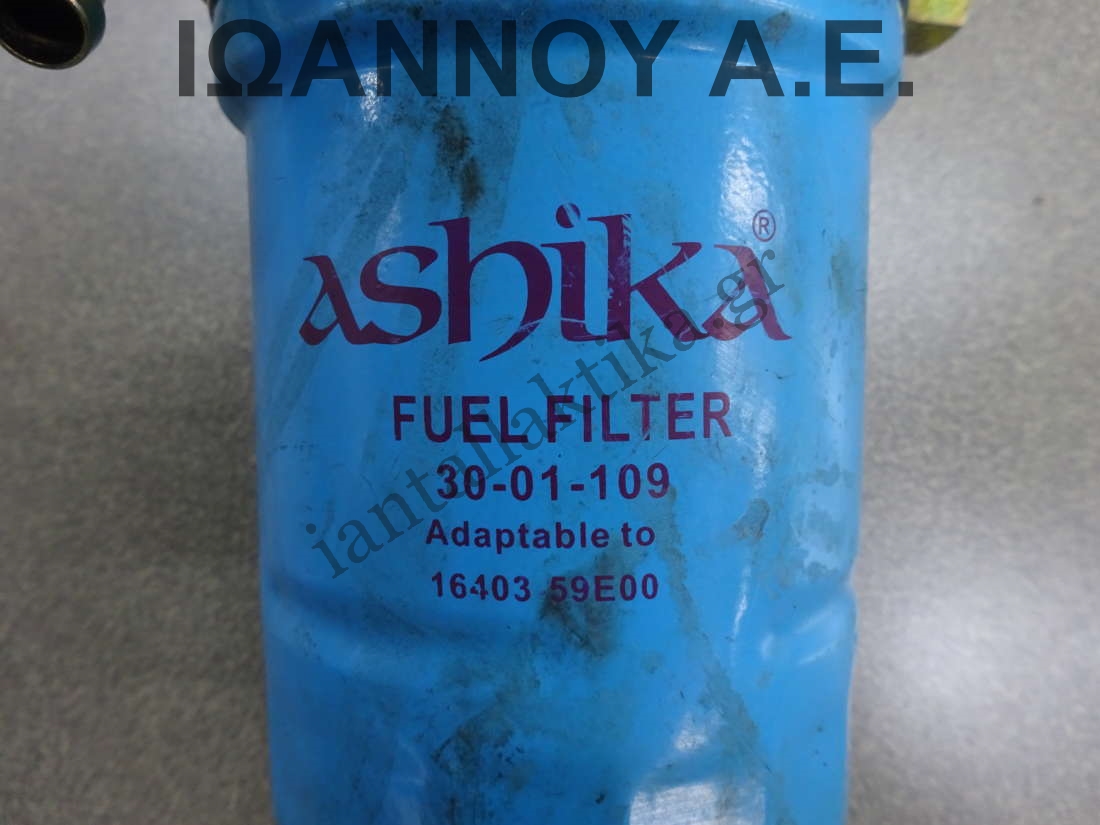 ΙΩΑΝΝΟΥ Α.Ε.
ashika®
FUEL FILTER
30-01-109
Adaptable to
16403 59E00
iantallaktika.gr